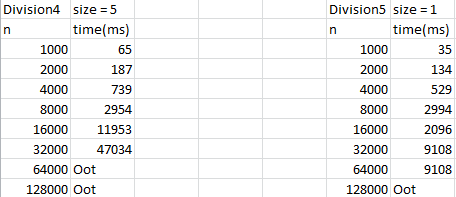 Division4 size = 5 Division5 size = 1
n time(ms) n time(ms)
1000 65 1000 35
2000 187 2000 134
4000 739 4000 529
8000 2954 8000 2994
16000 11953 16000 2096
32000 47034 32000 9108
64000 Oot 64000 9108
128000 Oot 128000 Oot